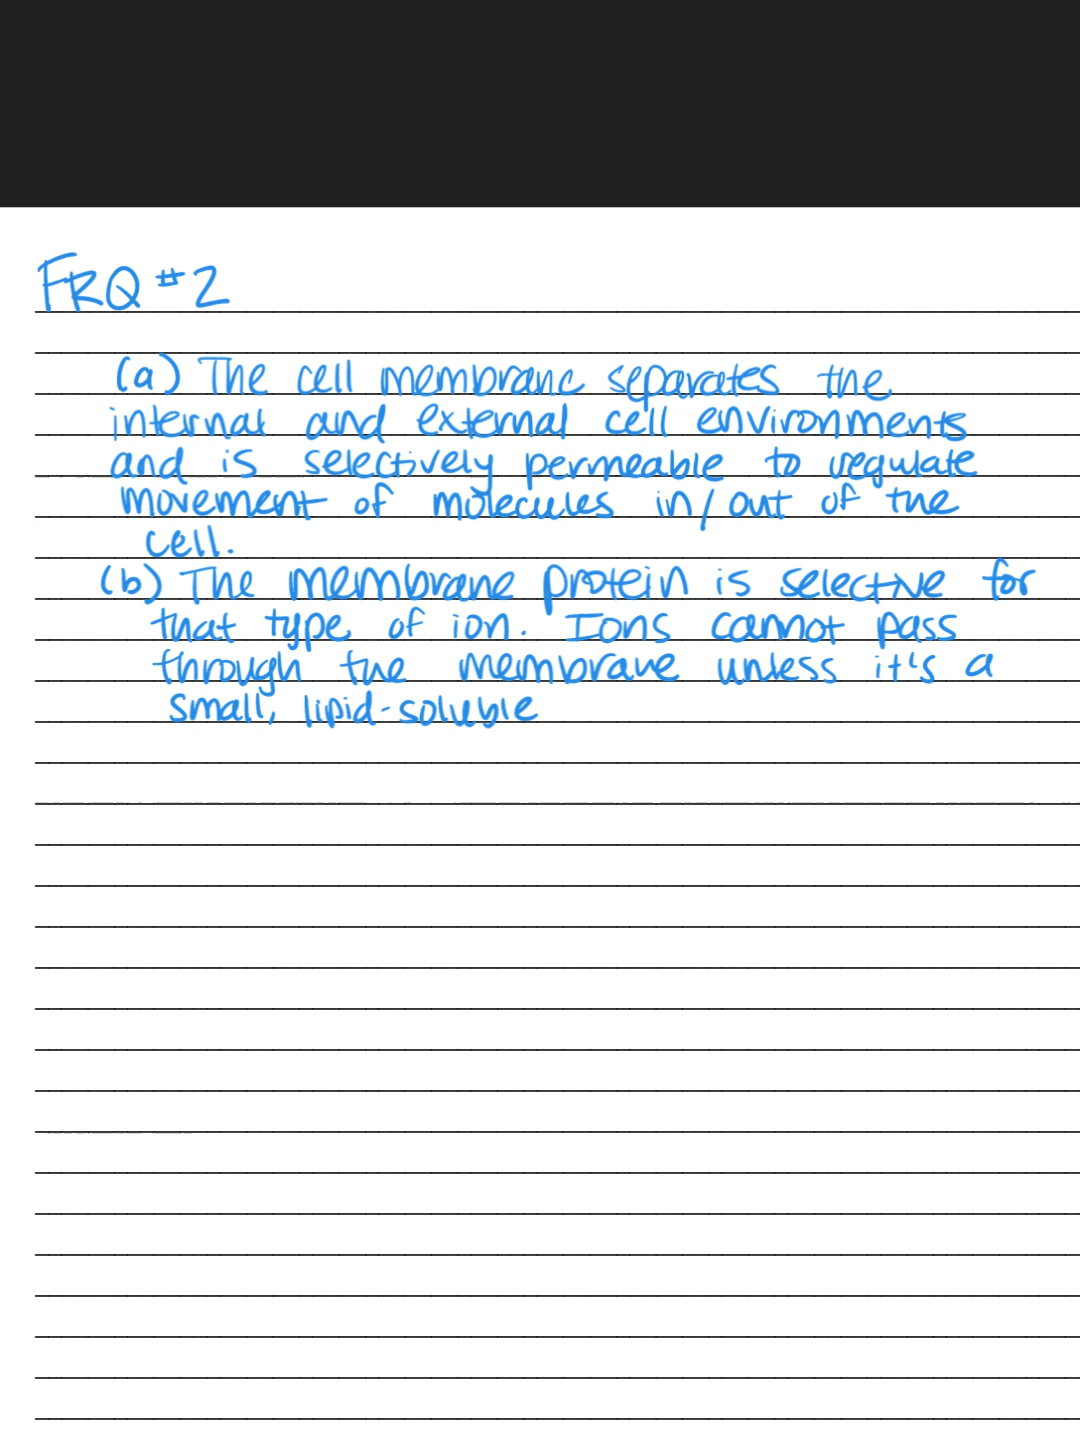 FRQ #2
(a) The cell membrane separates the
internal and external cell environments
and is selectively permeable to regulate
movement of molecules in/out of the
cell.
(b) The membrane protein is selective for
that type of ion. Ions cannot pass
through the membrane unless it's a
small, lipid-soluble